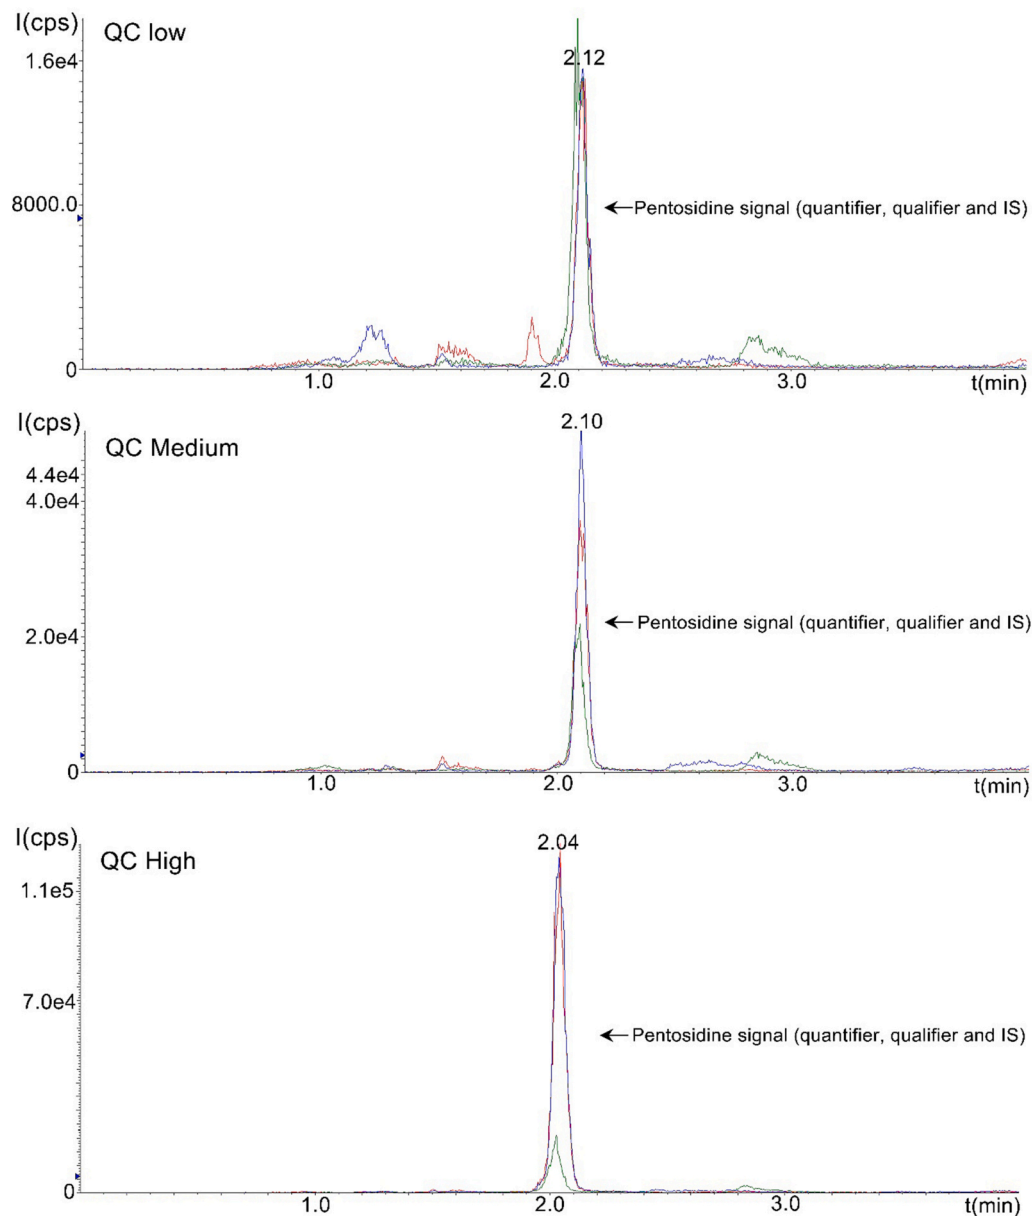 I(cps)
QC low
1.6e4
2.12
8000.0
Pentosidine signal (quantifier, qualifier and IS)
0
1.0
2.0
3.0
t(min)
I(cps)
QC Medium
2.10
4.4e4
4.0e4
Pentosidine signal (quantifier, qualifier and IS)
2.0e4
0
1.0
2.0
3.0
t(min)
I(cps)
QC High
2.04
1.1e5
7.0e4
Pentosidine signal (quantifier, qualifier and IS)
0
1.0
2.0
3.0
t(min)